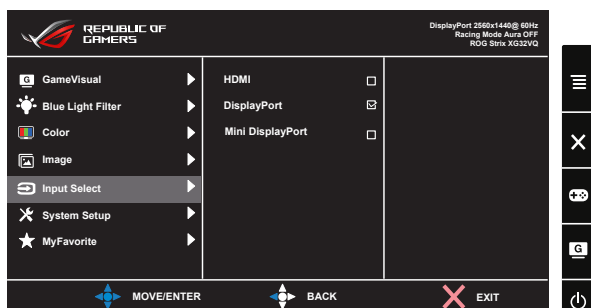 REPUBLIC OF
GAMERS
DisplayPort 2560x1440@ 60Hz
Racing Mode Aura OFF
ROG Strix XG32VQ
G GameVisual
Blue Light Filter
Color
Image
Input Select
System Setup
MyFavorite
HDMI
DisplayPort
Mini DisplayPort
MOVE/ENTER
BACK
EXIT
G